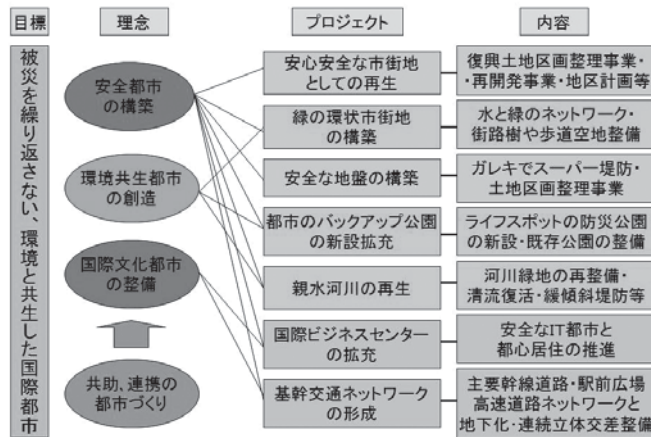 目標
理念
プロジェクト
内容
被災を繰り返さない、環境と共生した国際都市
安全都市
の構築
環境共生都市
の創造
国際文化都市
の整備
共助、連携の
都市づくり
安心安全な市街地
としての再生
緑の環状市街地
の構築
安全な地盤の構築
都市のバックアップ公園
の新設拡充
親水河川の再生
国際ビジネスセンター
の拡充
基幹交通ネットワーク
の形成
復興土地区画整理事業・
・再開発事業・地区計画等
水と緑のネットワーク・
街路樹や歩道空地整備
ガレキでスーパー堤防・
土地区画整理事業
ライフスポットの防災公園
の新設・既存公園の整備
河川緑地の再整備・
清流復活・緩傾斜堤防等
安全なIT都市と
都心居住の推進
主要幹線道路・駅前広場
高速道路ネットワークと
地下化・連続立体交差整備